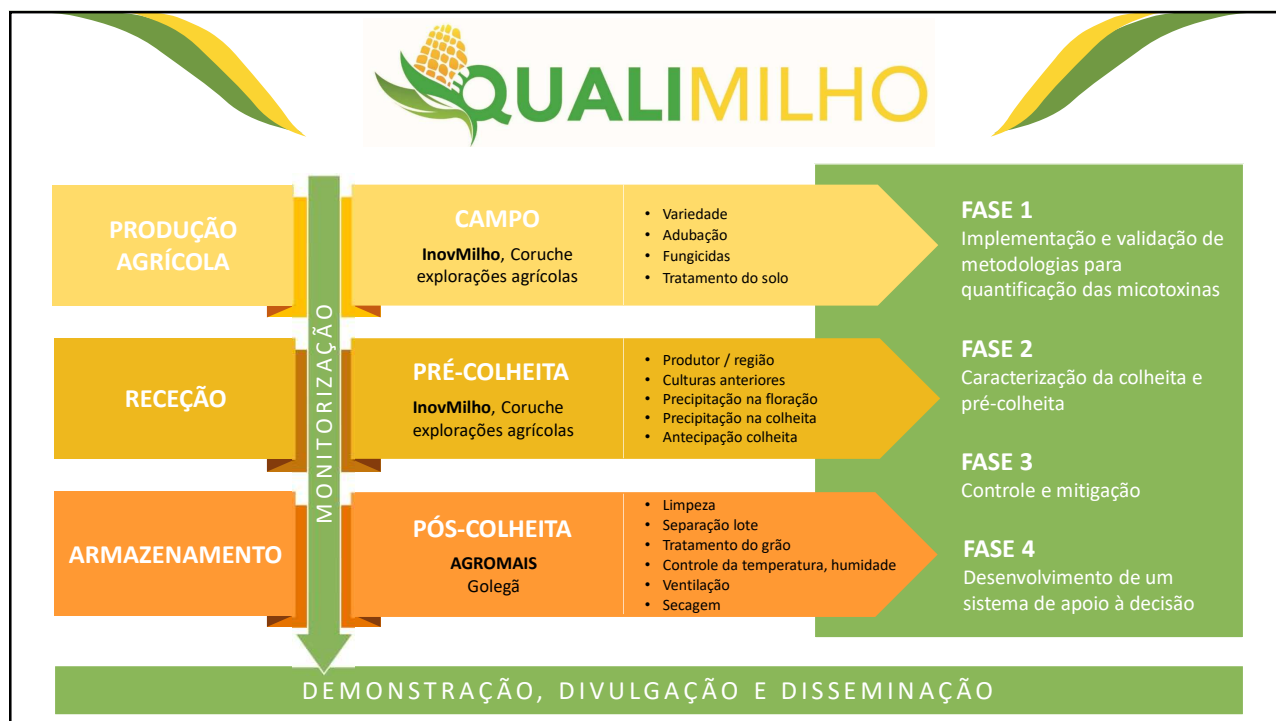 QUALIMILHO
PRODUÇÃO
AGRÍCOLA
CAMPO
InovMilho, Coruche
explorações agrícolas
• Variedade
• Adubação
• Fungicidas
• Tratamento do solo
RECEÇÃO
PRÉ-COLHEITA
InovMilho, Coruche
explorações agrícolas
• Produtor / região
• Culturas anteriores
• Precipitação na floração
• Precipitação na colheita
• Antecipação colheita
ARMAZENAMENTO
PÓS-COLHEITA
AGROMAIS
Golegã
• Limpeza
• Separação lote
• Tratamento do grão
• Controle da temperatura, humidade
• Ventilação
• Secagem
MONITORIZAÇÃO
FASE 1
Implementação e validação de
metodologias para
quantificação das micotoxinas
FASE 2
Caracterização da colheita e
pré-colheita
FASE 3
Controle e mitigação
FASE 4
Desenvolvimento de um
sistema de apoio à decisão
DEMONSTRAÇÃO, DIVULGAÇÃO E DISSEMINAÇÃO